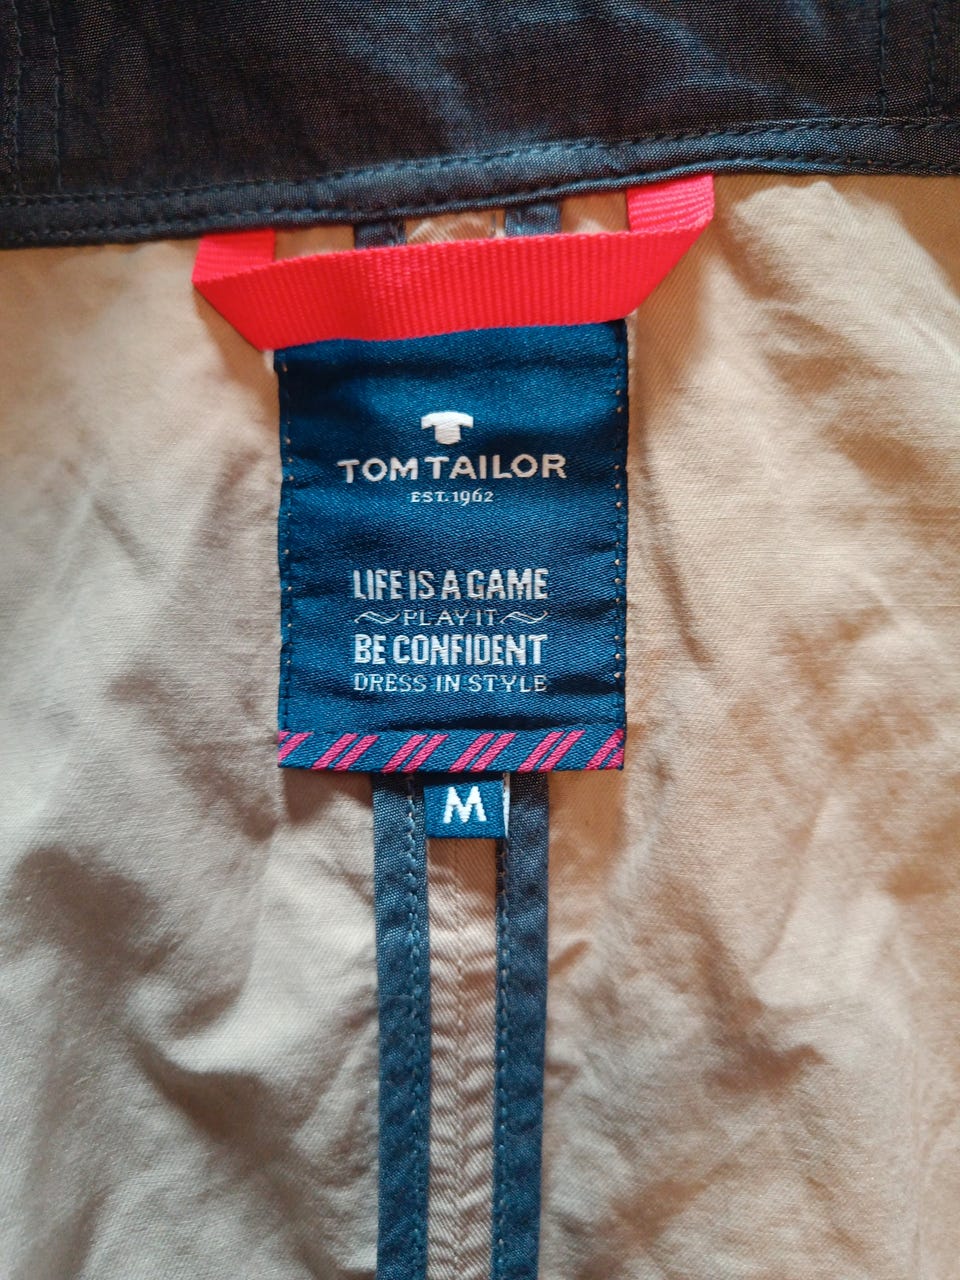 TOM TAILOR
EST. 1962
LIFE IS A GAME
PLAY IT
BE CONFIDENT
DRESS IN STYLE
M